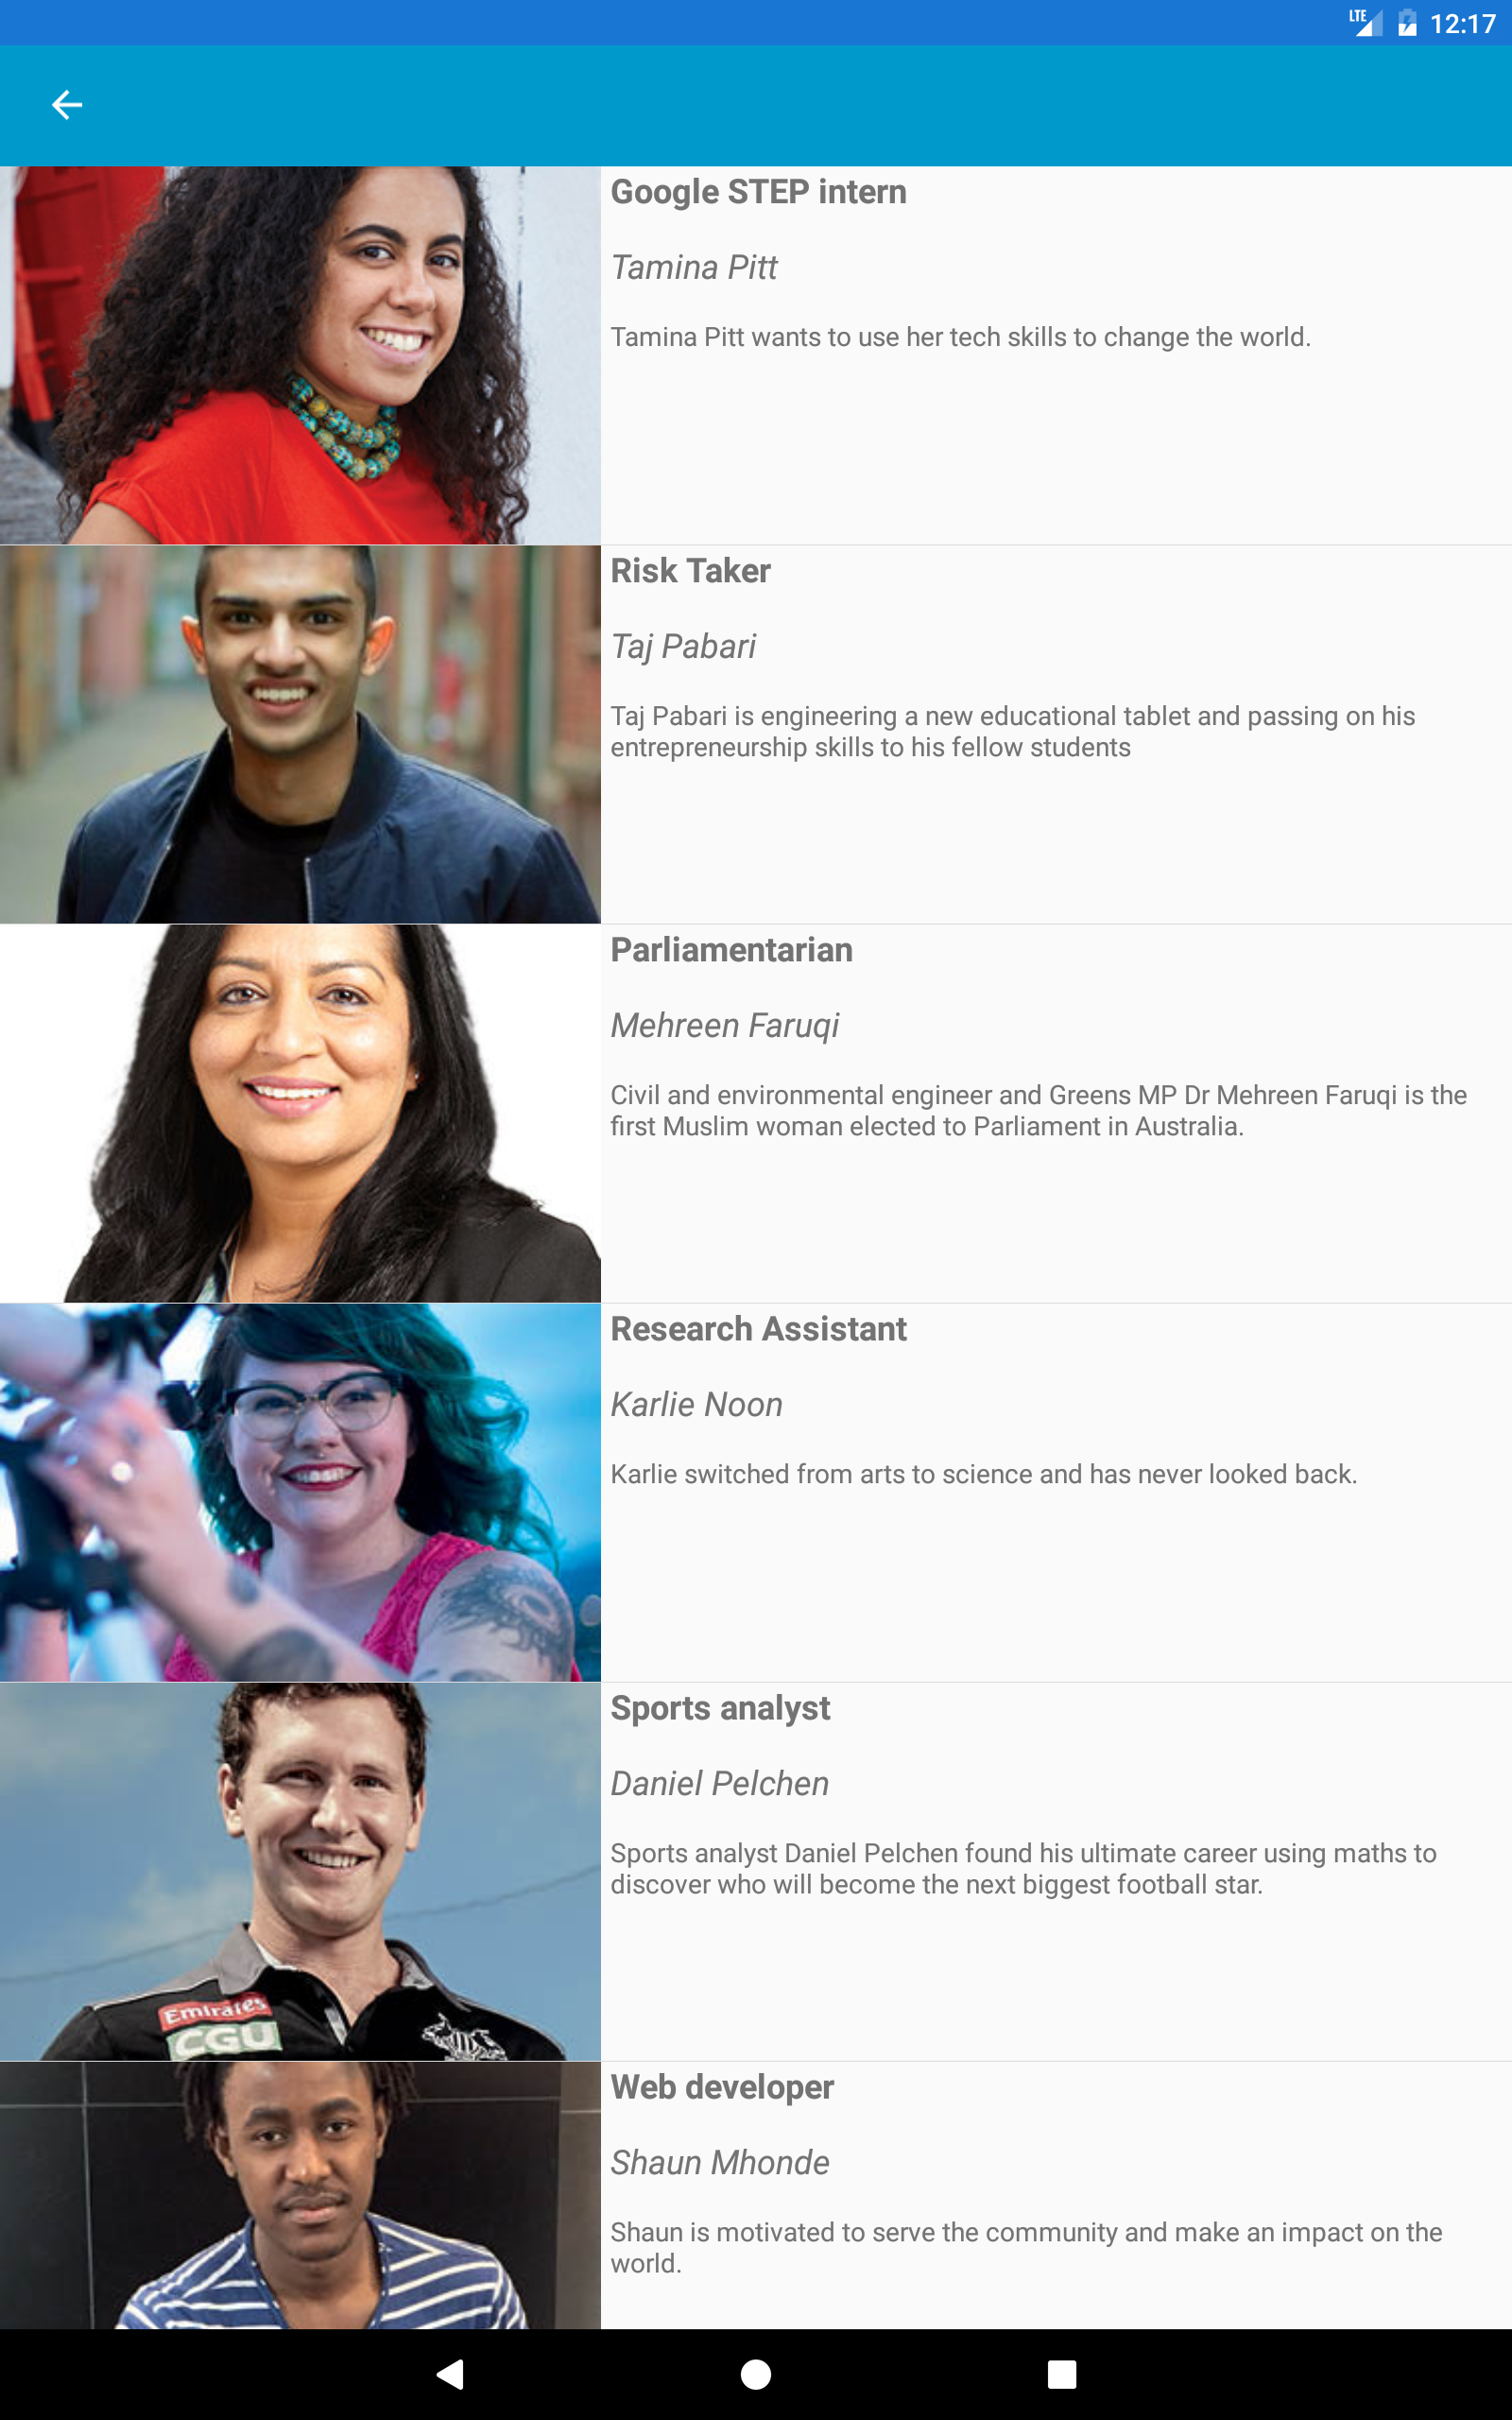 LTE 12:17
Google STEP intern
Tamina Pitt
Tamina Pitt wants to use her tech skills to change the world.
Risk Taker
Taj Pabari
Taj Pabari is engineering a new educational tablet and passing on his
entrepreneurship skills to his fellow students
Parliamentarian
Mehreen Faruqi
Civil and environmental engineer and Greens MP Dr Mehreen Faruqi is the
first Muslim woman elected to Parliament in Australia.
Research Assistant
Karlie Noon
Karlie switched from arts to science and has never looked back.
Sports analyst
Daniel Pelchen
Sports analyst Daniel Pelchen found his ultimate career using maths to
discover who will become the next biggest football star.
Emirates
CGU
Web developer
Shaun Mhonde
Shaun is motivated to serve the community and make an impact on the
world.